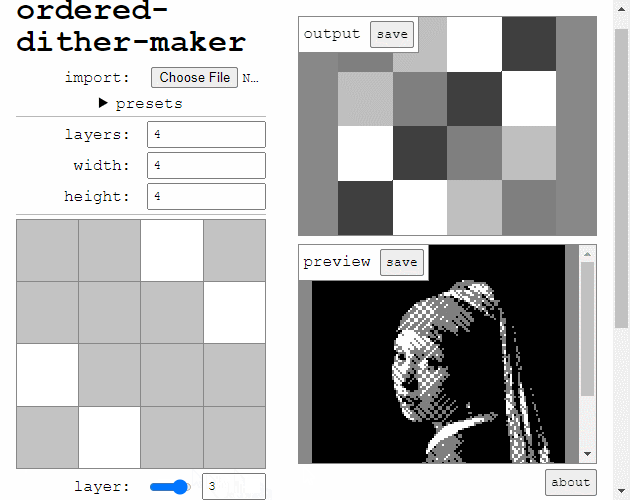 ordered-
dither-maker
import: Choose File N…
▶ presets
layers: 4
width: 4
height: 4
layer: 3
output save
preview save
about